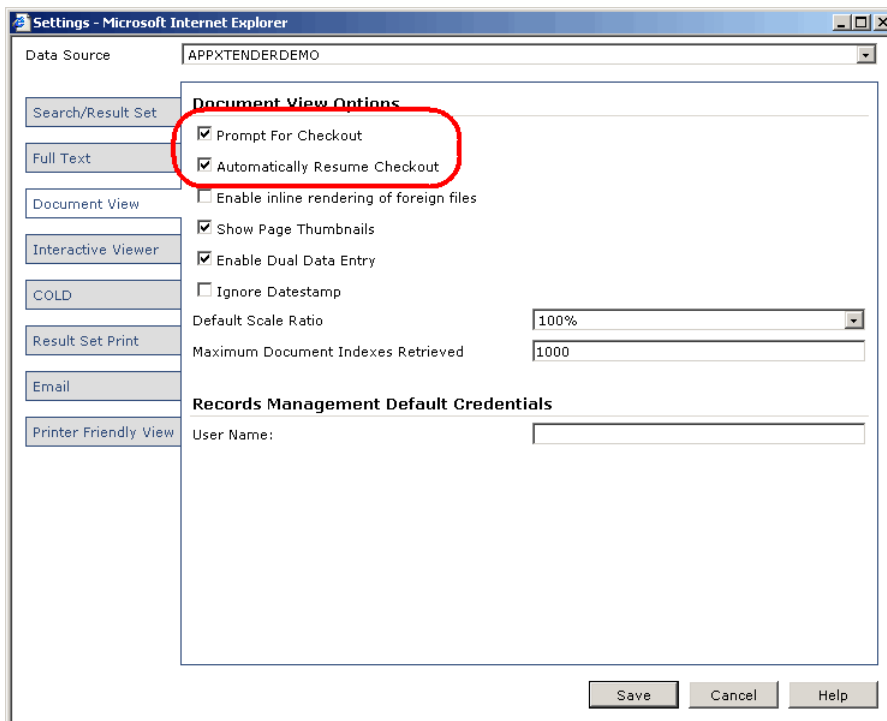 Settings - Microsoft Internet Explorer
Data Source APPXTENDERDEMO
Search/Result Set
Full Text
Document View
Interactive Viewer
COLD
Result Set Print
Email
Printer Friendly View
Document View Options
Prompt For Checkout
Automatically Resume Checkout
Enable inline rendering of foreign files
Show Page Thumbnails
Enable Dual Data Entry
Ignore Datestamp
Default Scale Ratio 100%
Maximum Document Indexes Retrieved 1000
Records Management Default Credentials
User Name:
Save Cancel Help